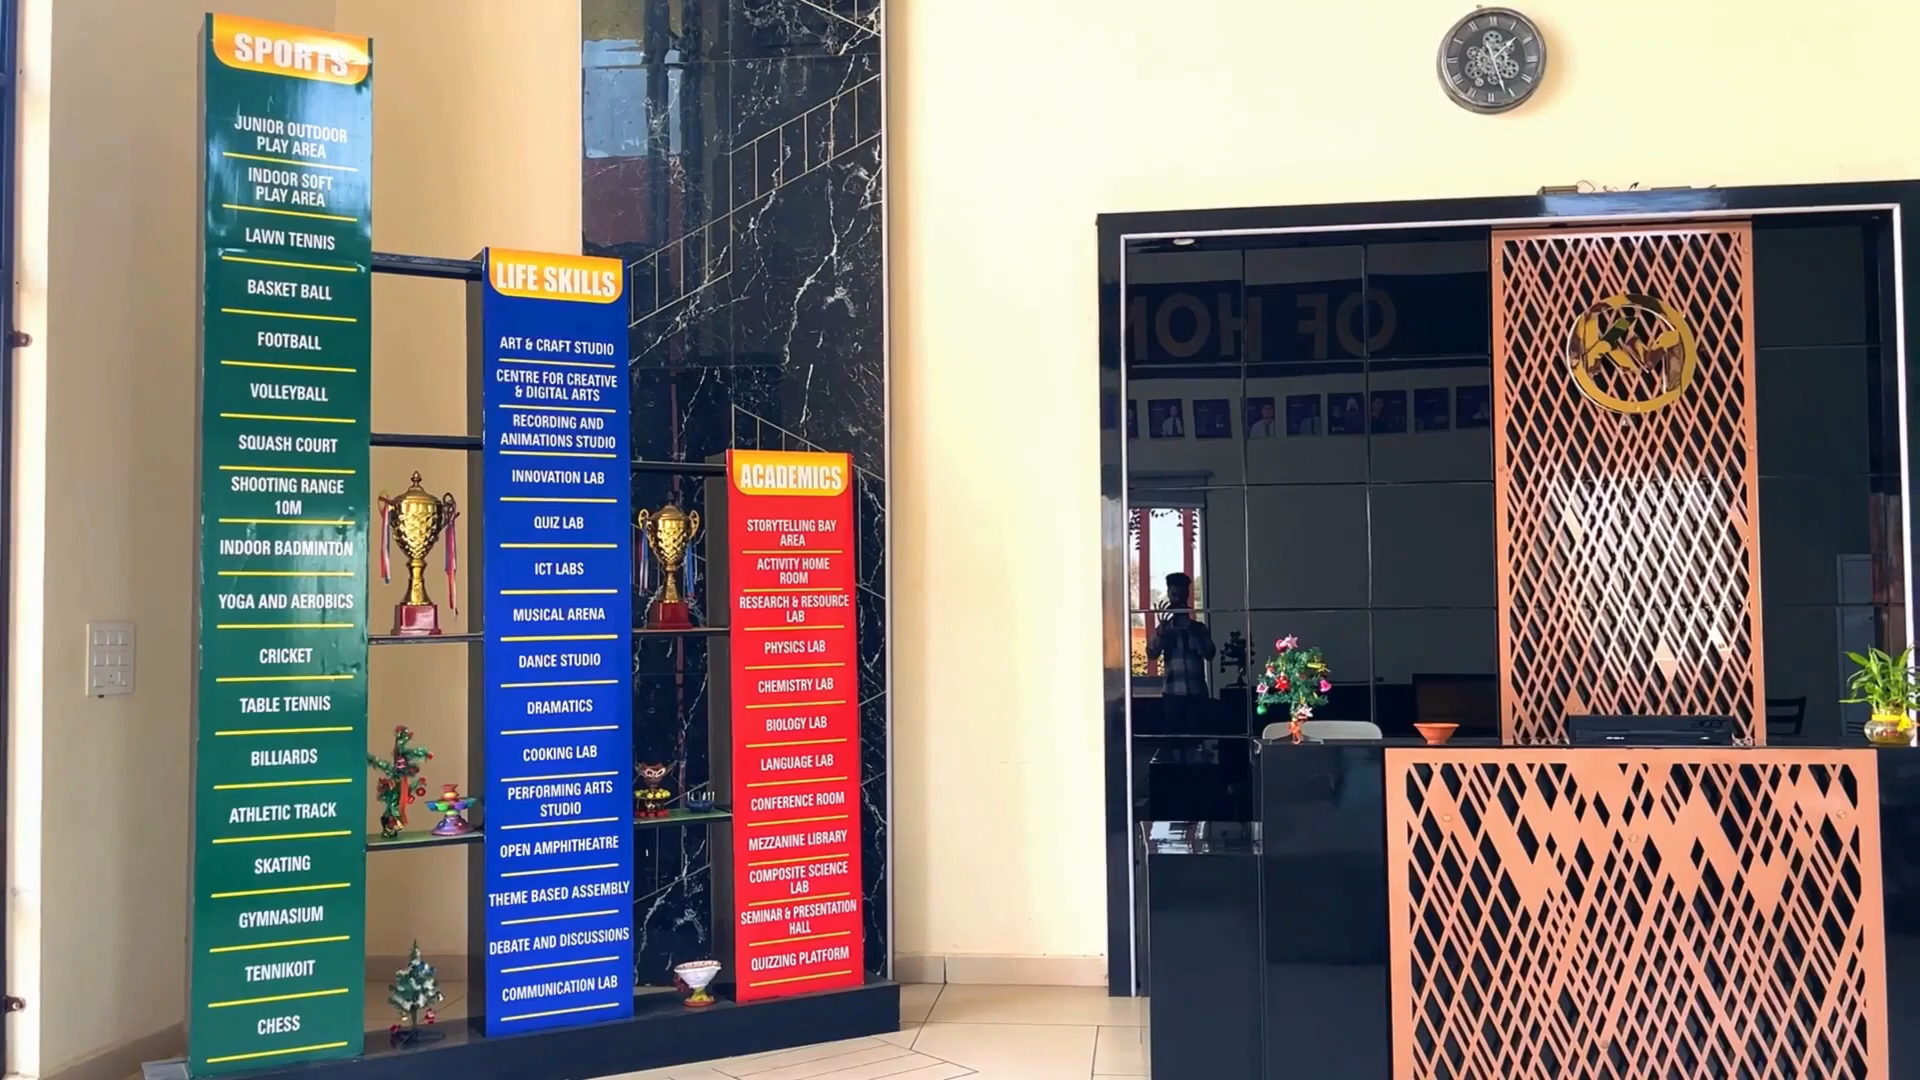 SPORTS
JUNIOR OUTDOOR
PLAY AREA
INDOOR SOFT
PLAY AREA
LAWN TENNIS
BASKET BALL
FOOTBALL
VOLLEYBALL
SQUASH COURT
SHOOTING RANGE
10M
INDOOR BADMINTON
YOGA AND AEROBICS
CRICKET
TABLE TENNIS
BILLIARDS
ATHLETIC TRACK
SKATING
GYMNASIUM
TENNIKOIT
CHESS
LIFE SKILLS
ART & CRAFT STUDIO
CENTRE FOR CREATIVE
& DIGITAL ARTS
RECORDING AND
ANIMATIONS STUDIO
INNOVATION LAB
QUIZ LAB
ICT LABS
MUSICAL ARENA
DANCE STUDIO
DRAMATICS
COOKING LAB
PERFORMING ARTS
STUDIO
OPEN AMPHITHEATRE
THEME BASED ASSEMBLY
DEBATE AND DISCUSSIONS
COMMUNICATION LAB
ACADEMICS
STORYTELLING BAY
AREA
ACTIVITY HOME
ROOM
RESEARCH & RESOURCE
LAB
PHYSICS LAB
CHEMISTRY LAB
BIOLOGY LAB
LANGUAGE LAB
CONFERENCE ROOM
MEZZANINE LIBRARY
COMPOSITE SCIENCE
LAB
SEMINAR & PRESENTATION
HALL
QUIZZING PLATFORM
OF HON
acer